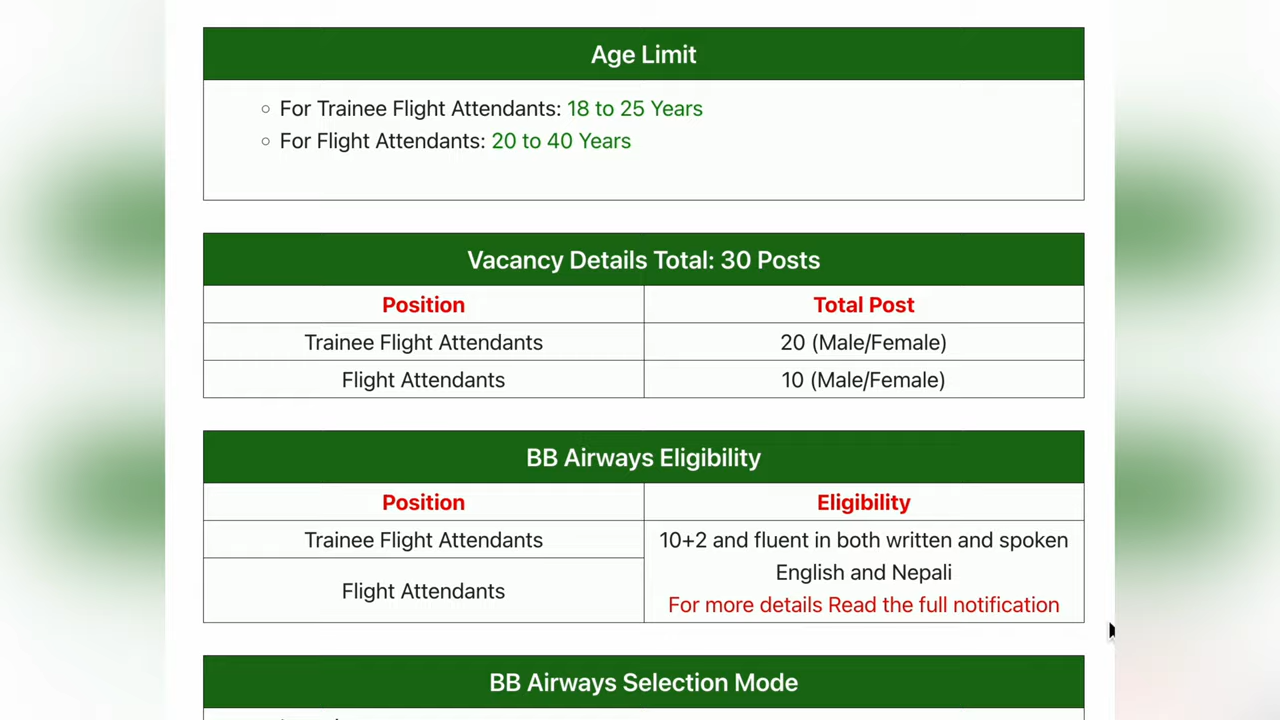 Age Limit
For Trainee Flight Attendants: 18 to 25 Years
For Flight Attendants: 20 to 40 Years
Vacancy Details Total: 30 Posts
Position Total Post
Trainee Flight Attendants 20 (Male/Female)
Flight Attendants 10 (Male/Female)
BB Airways Eligibility
Position Eligibility
Trainee Flight Attendants 10+2 and fluent in both written and spoken
English and Nepali
Flight Attendants
For more details Read the full notification
BB Airways Selection Mode